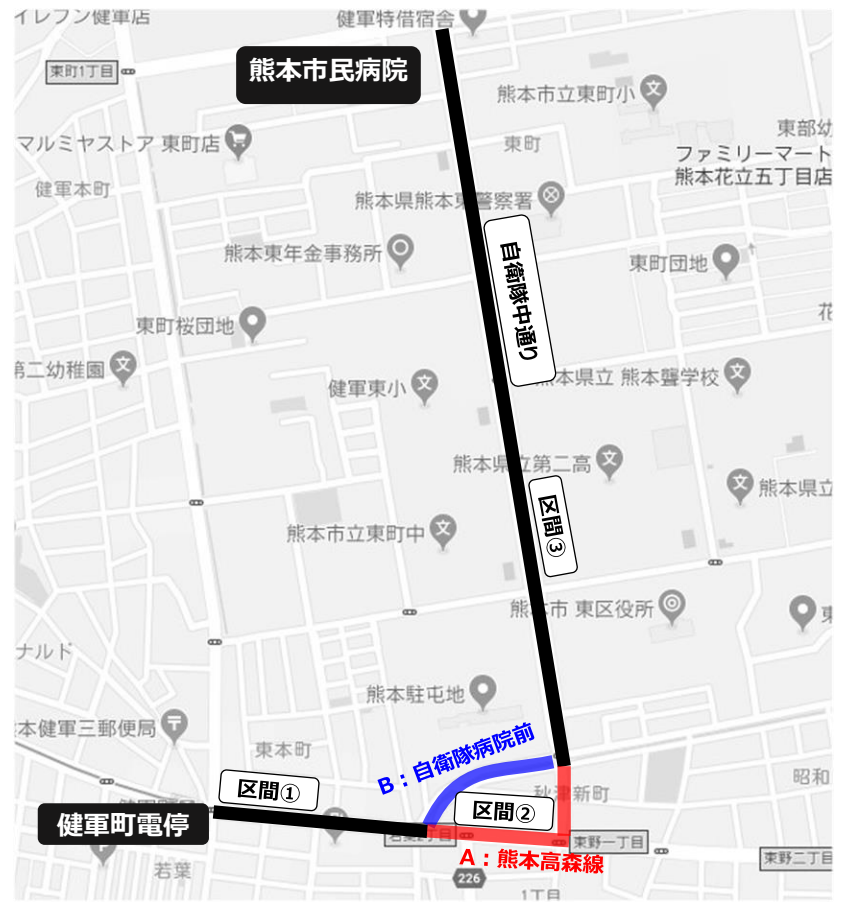 イレブン健軍店
健軍特借宿舎
東町1丁目
熊本市民病院
熊本市立東町小
東部幼
マルミヤストア 東町店
東町
ファミリーマート
熊本花立五丁目店
健軍本町
熊本県熊本東警察署
熊本東年金事務所
自衛隊中通り
東町団地
東町桜団地
花
第二幼稚園
健軍東小
本県立 熊本聾学校
熊本県立第二高
熊本県立
区間③
熊本市立東町中
熊本市 東区役所
東
ナルド
熊本駐屯地
本健軍三郵便局
東本町
B：自衛隊病院前
昭和
区間①
秋津新町
区間②
健軍町電停
若葉2丁目
東野一丁目
A：熊本高森線
東野二丁目
若葉
226
1丁目